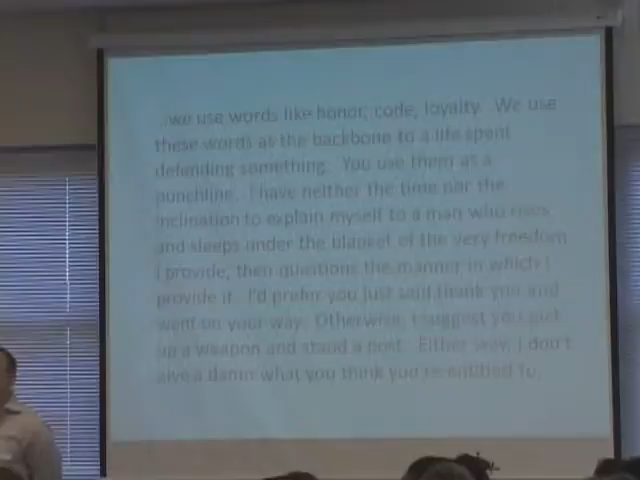 ..we use words like honor, code, loyalty. We use
these words as the backbone to a life spent
defending something. You use them as a
punchline. I have neither the time nor the
inclination to explain myself to a man who rises
and sleeps under the blanket of the very freedom
I provide, then questions the manner in which I
provide it. I'd prefer you just said thank you and
went on your way. Otherwise, I suggest you pick
up a weapon and stand a post. Either way, I don't
give a damn what you think you're entitled to.